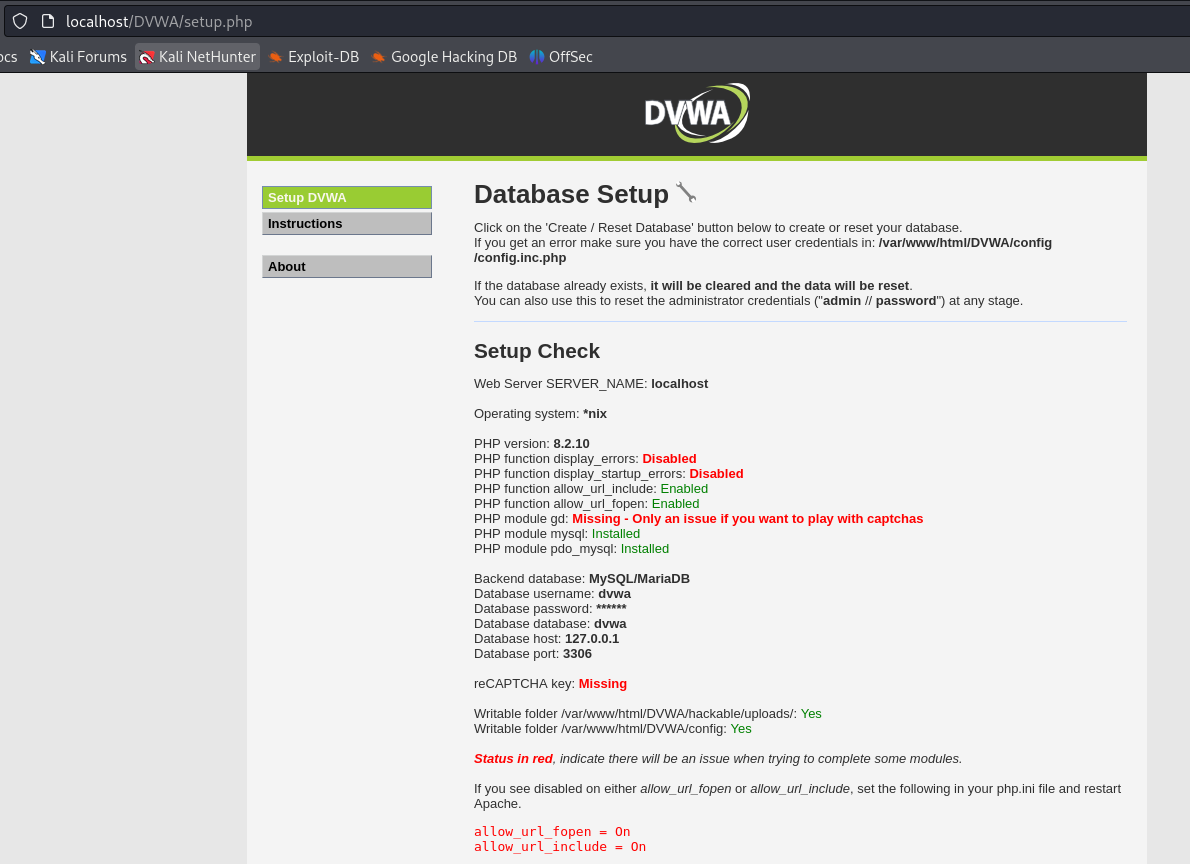 localhost/DVWA/setup.php
ocs Kali Forums Kali NetHunter Exploit-DB Google Hacking DB OffSec
DVWA
Setup DVWA
Instructions
About
Database Setup
Click on the 'Create / Reset Database' button below to create or reset your database.
If you get an error make sure you have the correct user credentials in: /var/www/html/DVWA/config
/config.inc.php
If the database already exists, it will be cleared and the data will be reset.
You can also use this to reset the administrator credentials ("admin // password") at any stage.
Setup Check
Web Server SERVER_NAME: localhost
Operating system: *nix
PHP version: 8.2.10
PHP function display_errors: Disabled
PHP function display_startup_errors: Disabled
PHP function allow_url_include: Enabled
PHP function allow_url_fopen: Enabled
PHP module gd: Missing - Only an issue if you want to play with captchas
PHP module mysql: Installed
PHP module pdo_mysql: Installed
Backend database: MySQL/MariaDB
Database username: dvwa
Database password: ******
Database database: dvwa
Database host: 127.0.0.1
Database port: 3306
reCAPTCHA key: Missing
Writable folder /var/www/html/DVWA/hackable/uploads/: Yes
Writable folder /var/www/html/DVWA/config: Yes
Status in red, indicate there will be an issue when trying to complete some modules.
If you see disabled on either allow_url_fopen or allow_url_include, set the following in your php.ini file and restart
Apache.
allow_url_fopen = On
allow_url_include = On